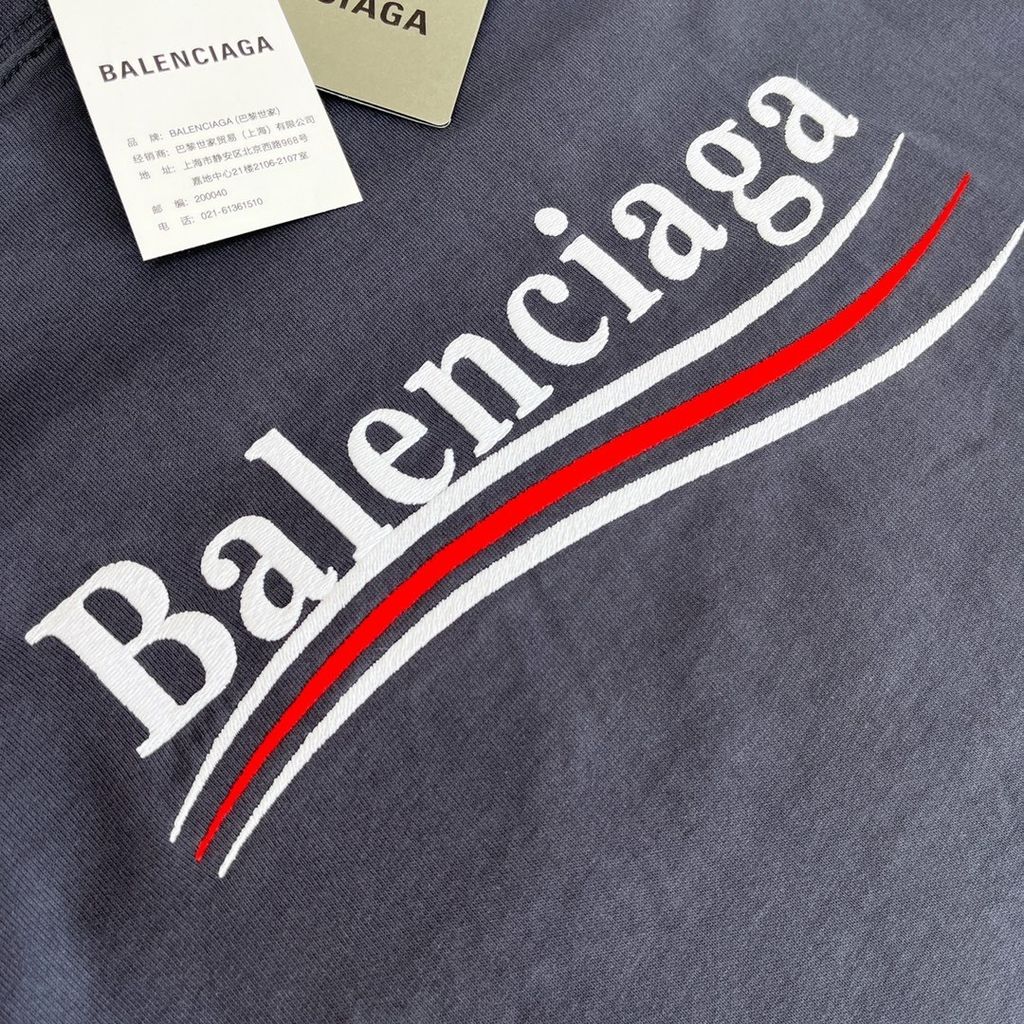 BALENCIAGA
品 牌: BALENCIAGA (巴黎世家)
经销商: 巴黎世家贸易 (上海) 有限公司
地 址: 上海市静安区北京西路968号
嘉地中心21楼2106-2107室
邮 编: 200040
电 话: 021-61361510
CIAGA
Balenciaga